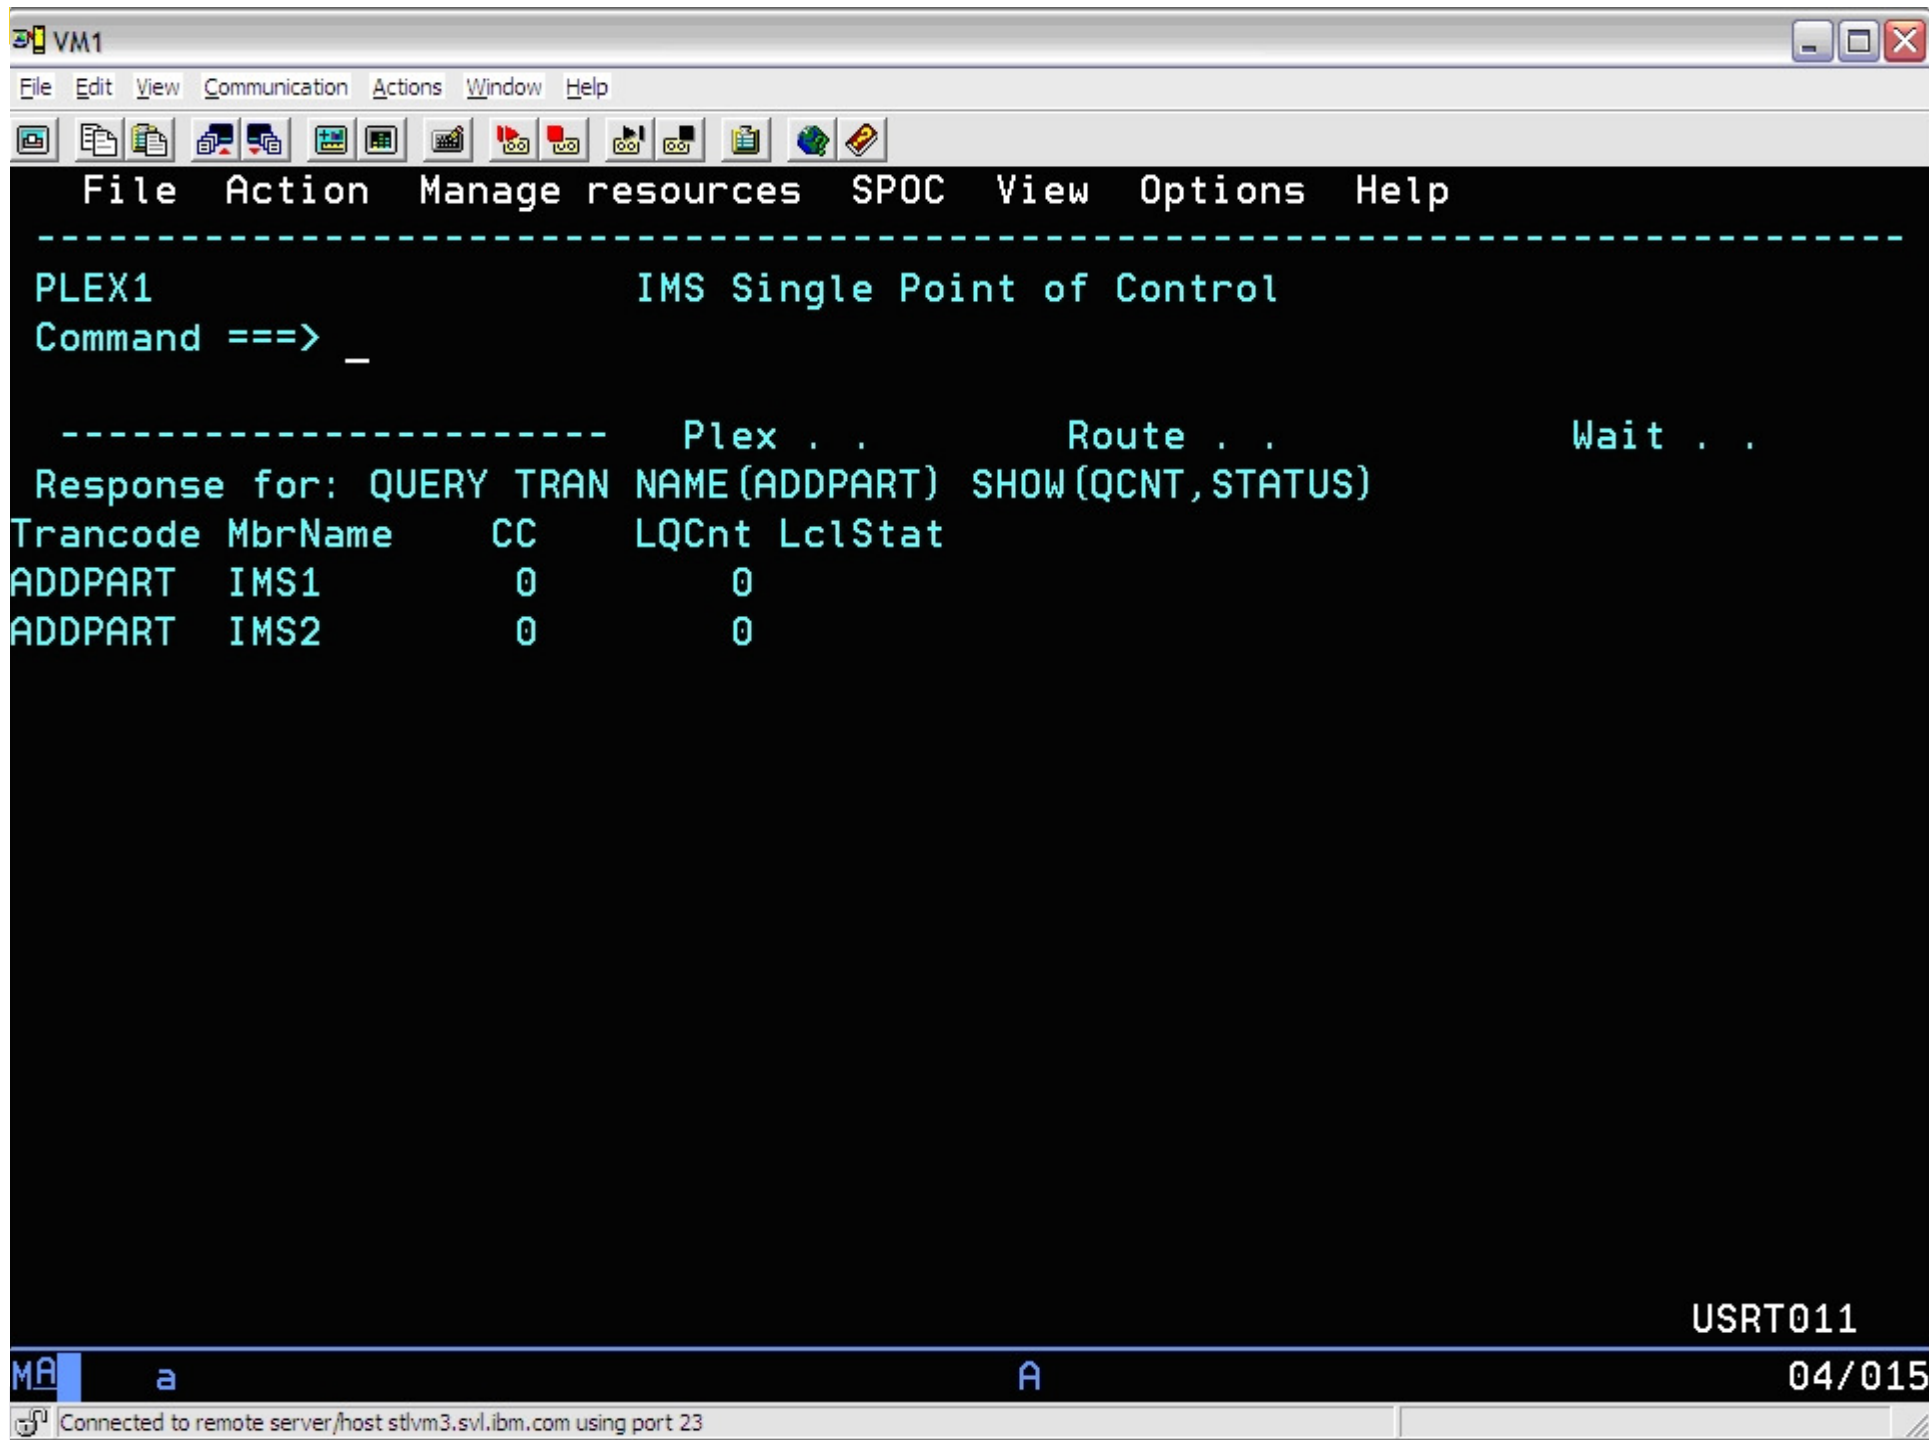 VM1
File Edit View Communication Actions Window Help
File Action Manage resources SPOC View Options Help
------------------------------------------------------------------------------
PLEX1 IMS Single Point of Control
Command ===> _
----------------------- Plex . . Route . . Wait . .
Response for: QUERY TRAN NAME(ADDPART) SHOW(QCNT,STATUS)
Trancode MbrName CC LQCnt LclStat
ADDPART IMS1 0 0
ADDPART IMS2 0 0
USRT011
MA a A 04/015
Connected to remote server/host stlvm3.svl.ibm.com using port 23